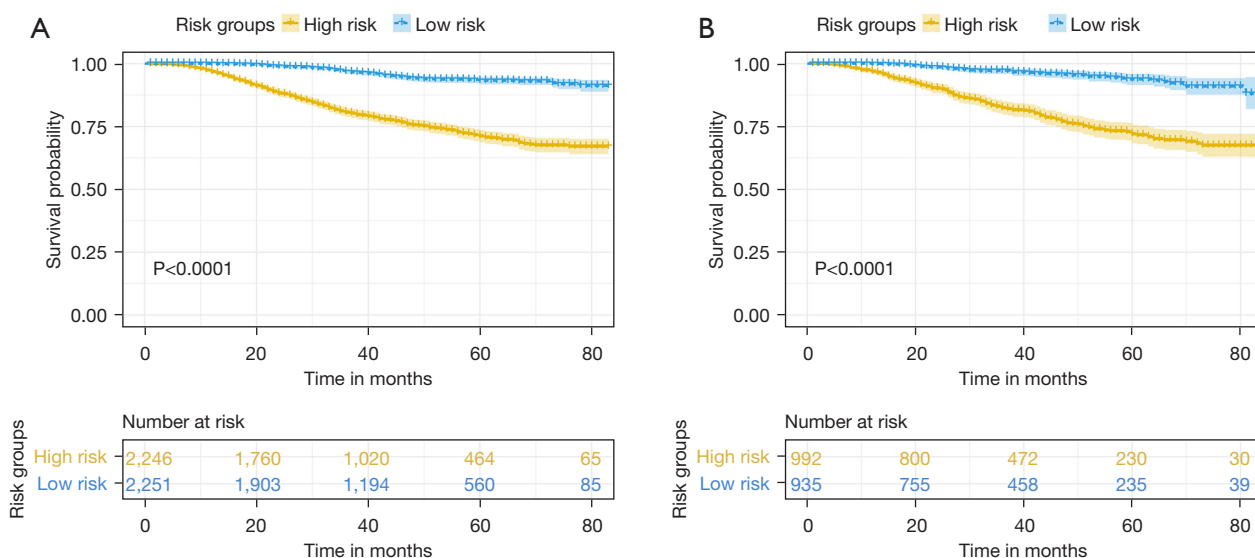 A
Risk groups High risk Low risk
Survival probability
1.00
0.75
0.50
0.25
0.00
P<0.0001
0 20 40 60 80
Time in months
Number at risk
Risk groups
High risk 2,246 1,760 1,020 464 65
Low risk 2,251 1,903 1,194 560 85
0 20 40 60 80
Time in months
B
Risk groups High risk Low risk
Survival probability
1.00
0.75
0.50
0.25
0.00
P<0.0001
0 20 40 60 80
Time in months
Number at risk
Risk groups
High risk 992 800 472 230 30
Low risk 935 755 458 235 39
0 20 40 60 80
Time in months